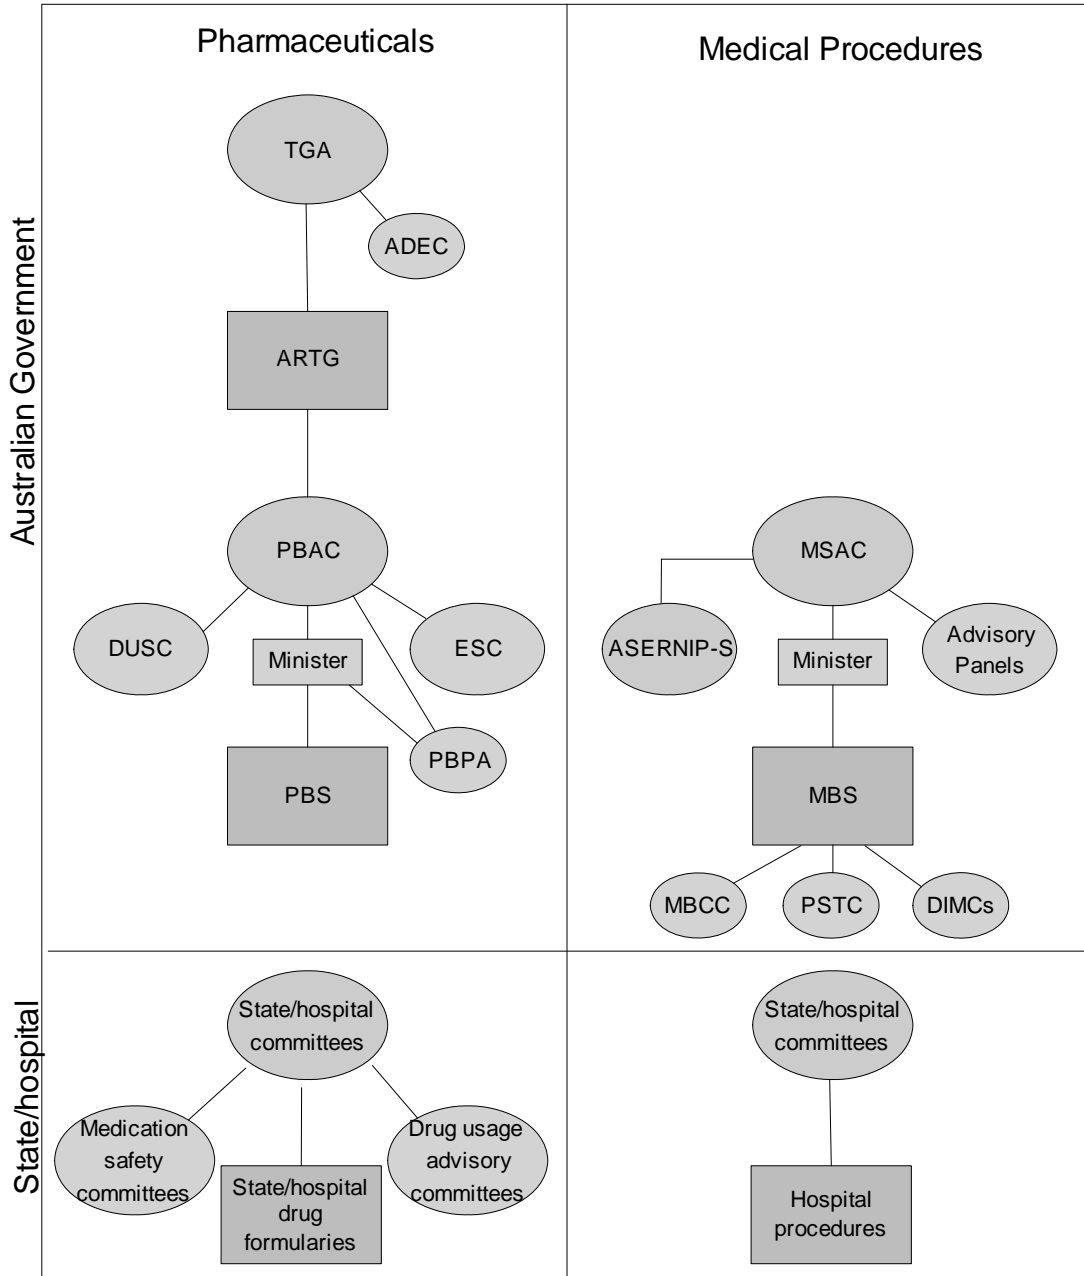 Pharmaceuticals
Medical Procedures
Australian Government
TGA
ADEC
ARTG
PBAC
DUSC
Minister
ESC
PBPA
PBS
MSAC
ASERNIP-S
Minister
Advisory
Panels
MBS
MBCC
PSTC
DIMCs
State/hospital
State/hospital
committees
Medication
safety
committees
State/hospital
drug
formularies
Drug usage
advisory
committees
State/hospital
committees
Hospital
procedures